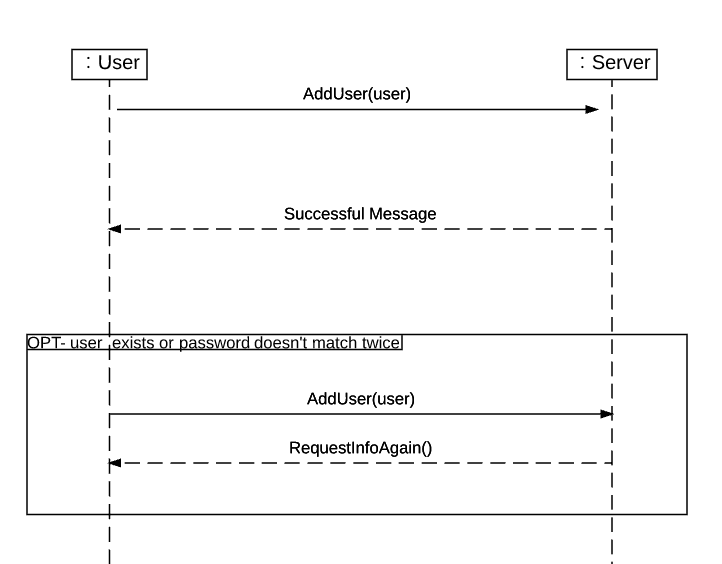 : User
: Server
AddUser(user)
Successful Message
OPT- user exists or password doesn't match twice
AddUser(user)
RequestInfoAgain()